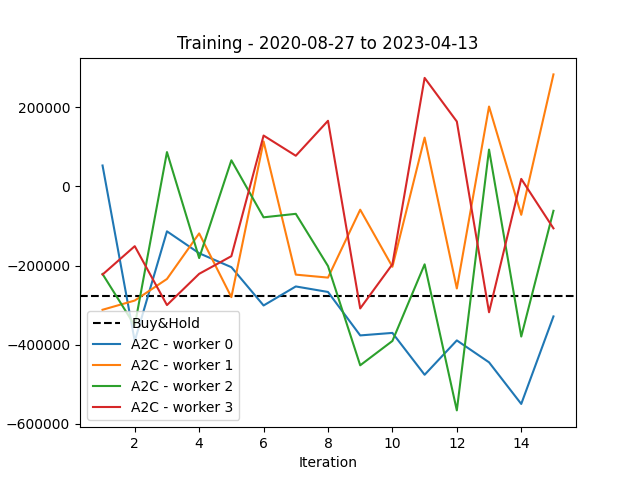 Training - 2020-08-27 to 2023-04-13
200000
0
−200000
−400000
−600000
Buy&Hold
A2C - worker 0
A2C - worker 1
A2C - worker 2
A2C - worker 3
2 4 6 8 10 12 14
Iteration